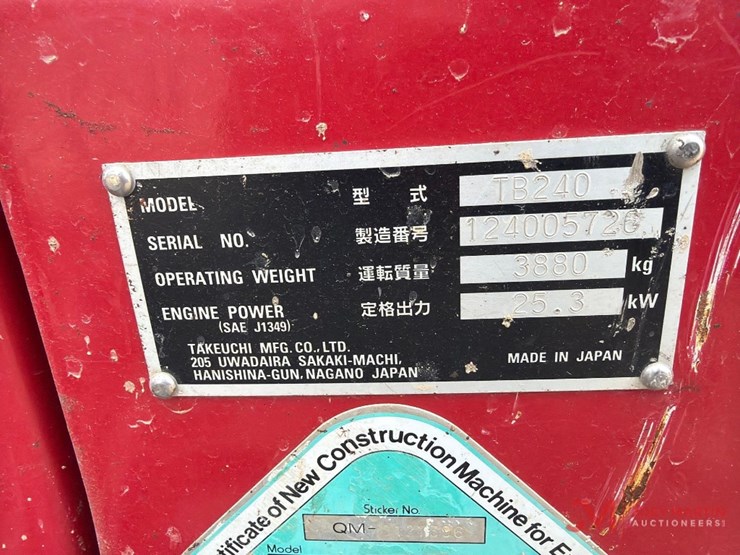 MODEL 型式 TB240
SERIAL NO. 製造番号 124005726
OPERATING WEIGHT 運転質量 3880 kg
ENGINE POWER 定格出力 25.3 kW
(SAE J1349)
TAKEUCHI MFG. CO., LTD.
205 UWADAIRA SAKAKI-MACHI,
HANISHINA-GUN, NAGANO JAPAN
MADE IN JAPAN
of New Construction Machine for
Sticker No.
QM-
Model
AUCTIONEERS